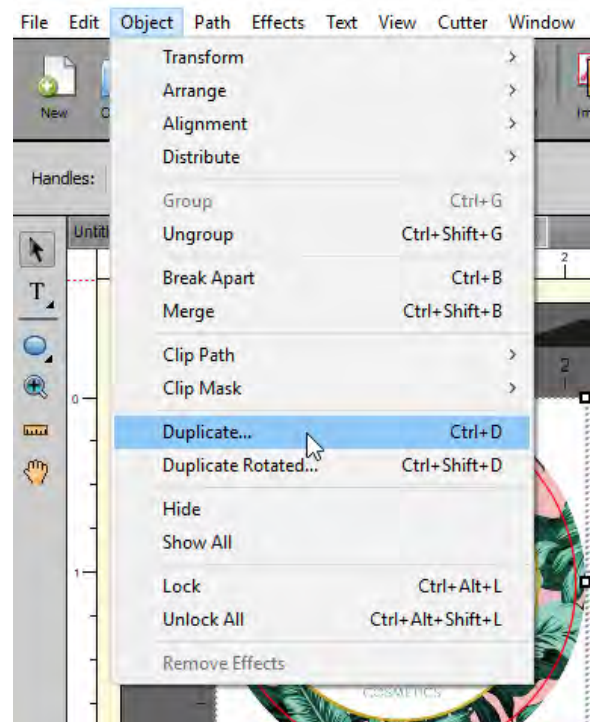 File Edit Object Path Effects Text View Cutter Window
New
Handles:
Transform
Arrange
Alignment
Distribute
Group Ctrl+G
Ungroup Ctrl+Shift+G
Break Apart Ctrl+B
Merge Ctrl+Shift+B
Clip Path
Clip Mask
Duplicate... Ctrl+D
Duplicate Rotated... Ctrl+Shift+D
Hide
Show All
Lock Ctrl+Alt+L
Unlock All Ctrl+Alt+Shift+L
Remove Effects
Untitl
T
2
2
0
1
COSMETICS